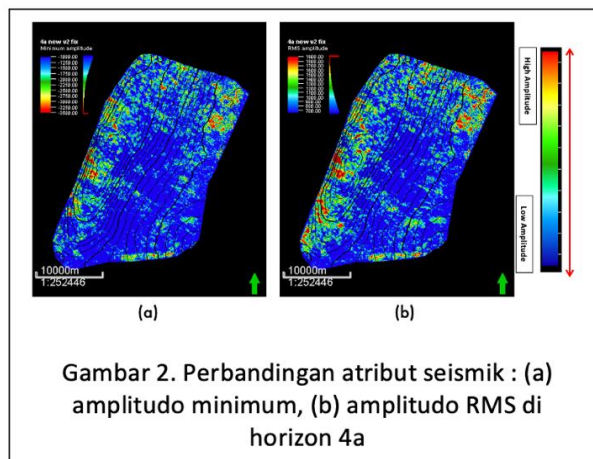 4a new v2 fix
Minimum amplitude
4a new v2 fix
RMS amplitude
10000m
1:252446
10000m
1:252446
High Amplitude
Low Amplitude
(a)
(b)
Gambar 2. Perbandingan atribut seismik : (a)
amplitudo minimum, (b) amplitudo RMS di
horizon 4a